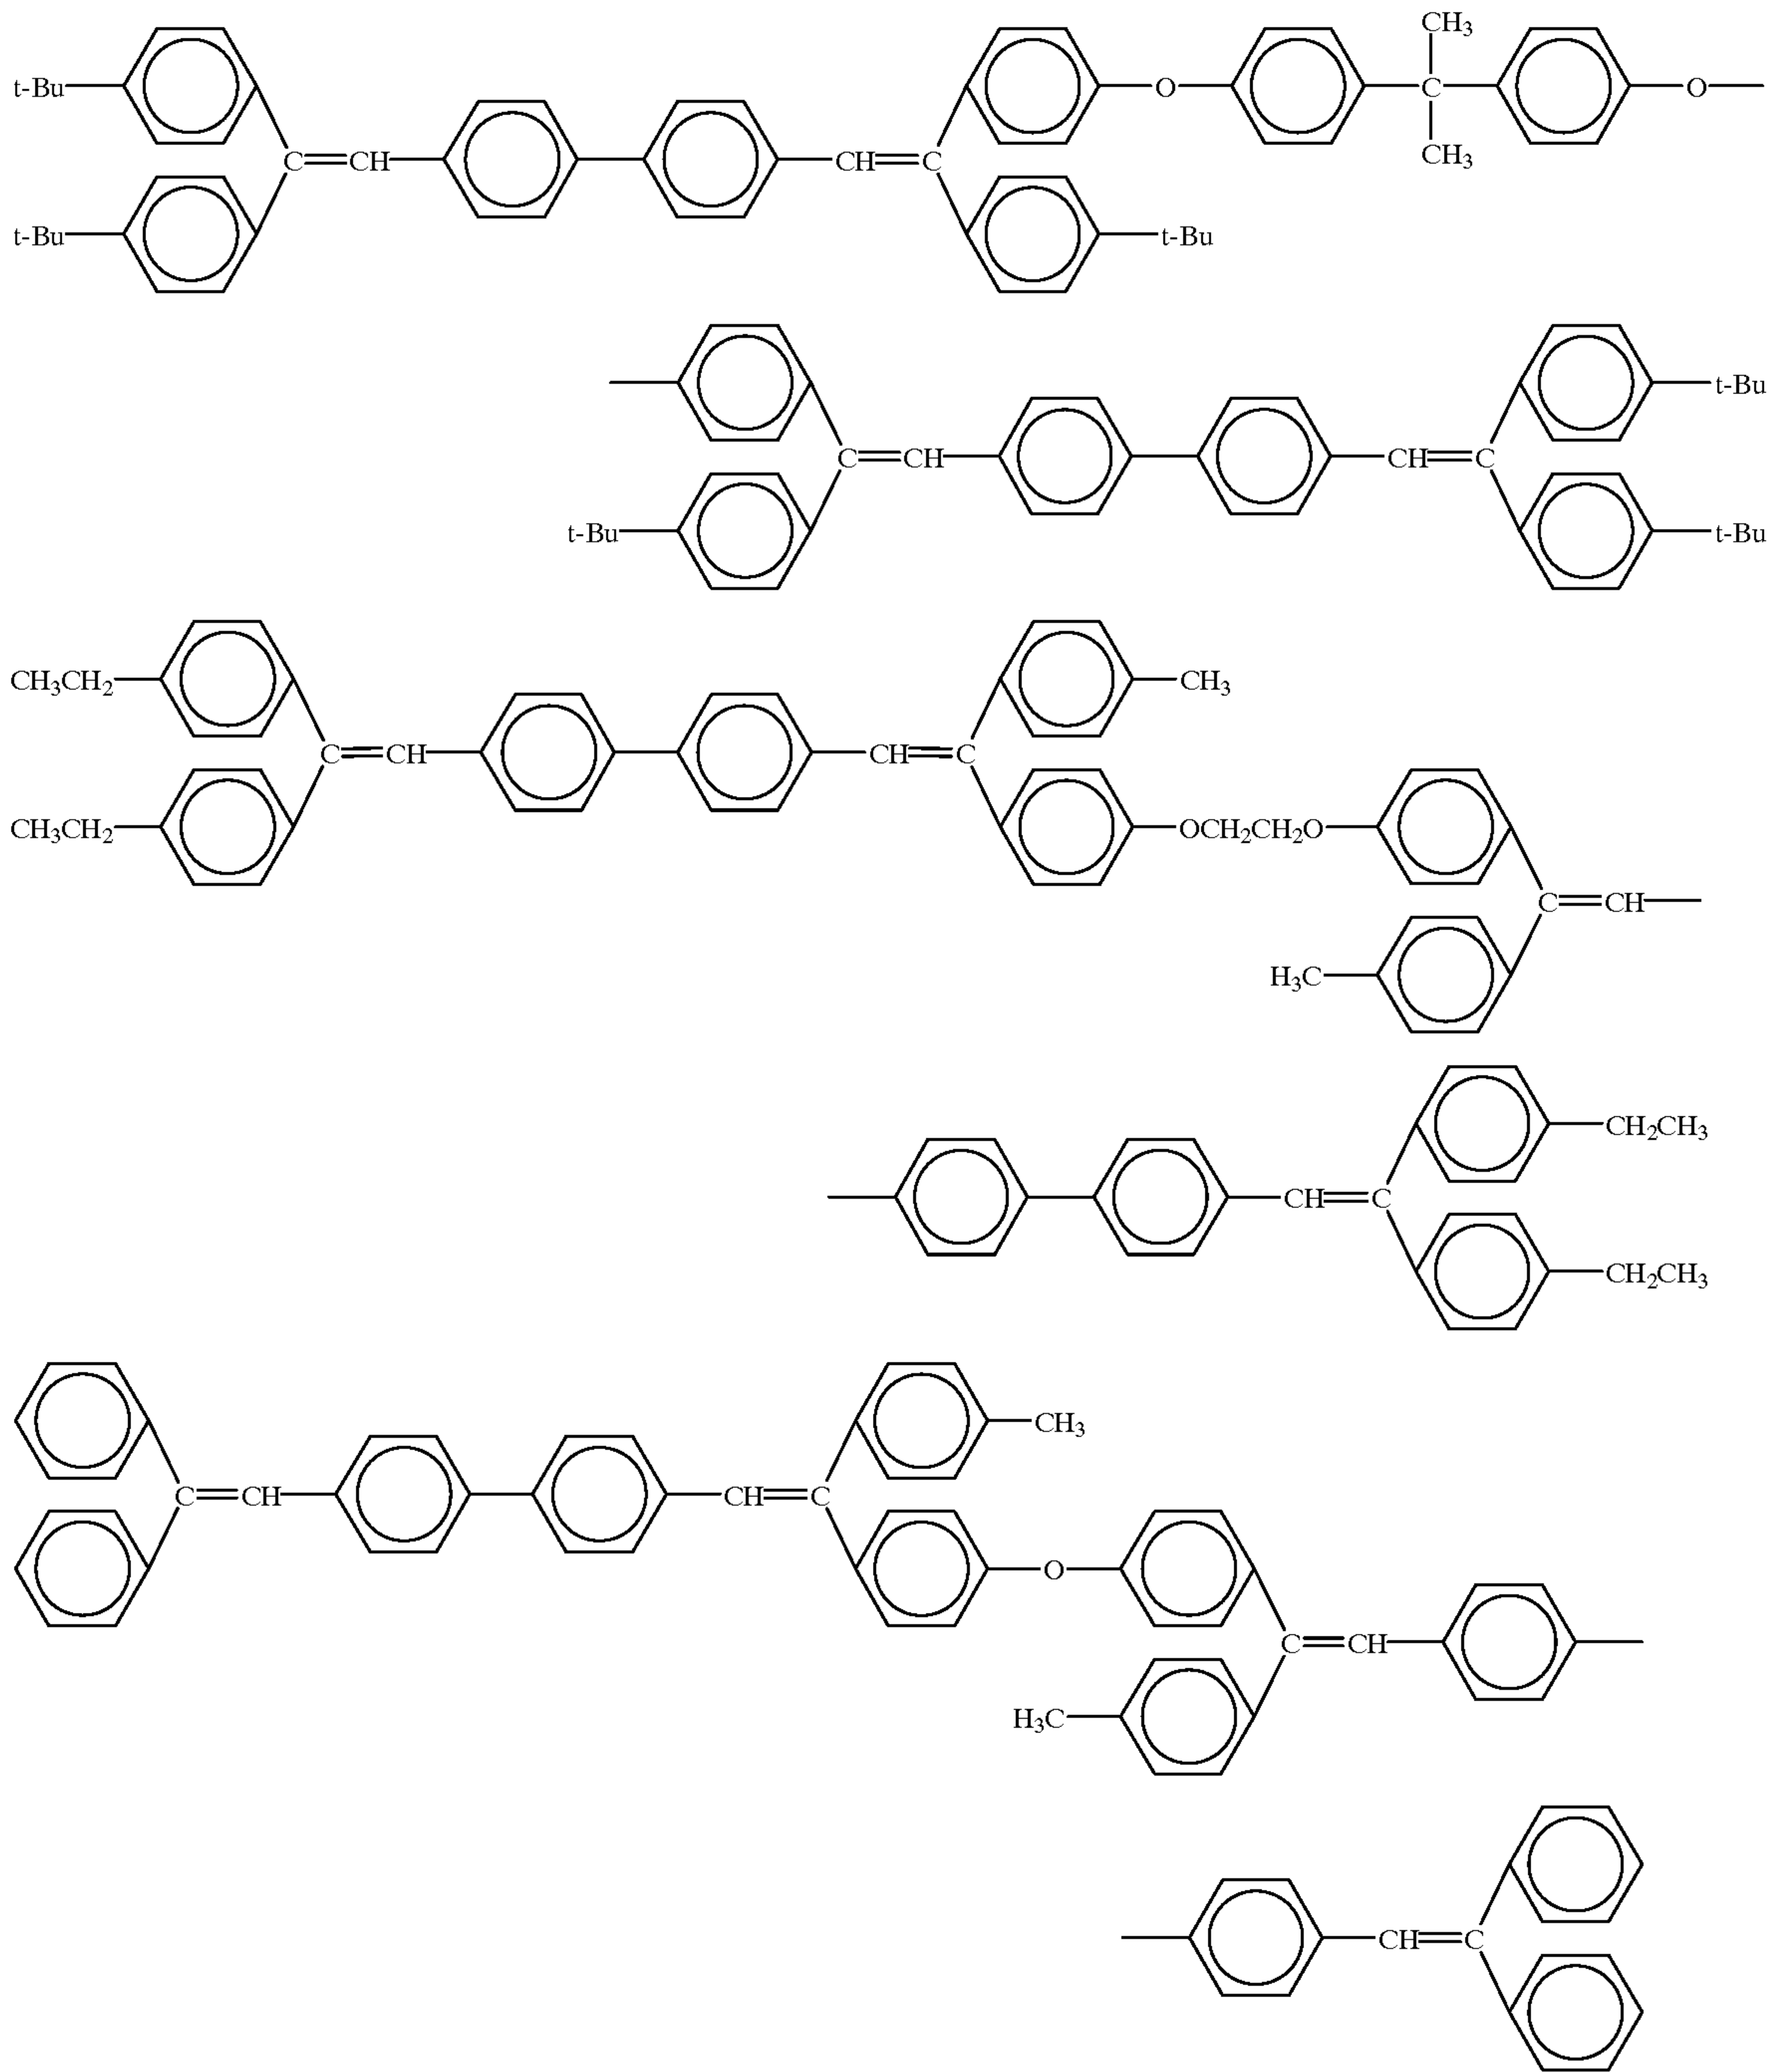 CH₃
t-Bu O C O
C CH CH C
CH₃
t-Bu t-Bu
t-Bu
C CH CH C
t-Bu t-Bu
CH₃CH₂ CH₃
C CH CH C
CH₃CH₂ OCH₂CH₂O
C CH
H₃C
CH₂CH₃
CH C
CH₂CH₃
CH₃
C CH CH C
O
C CH
H₃C
CH C